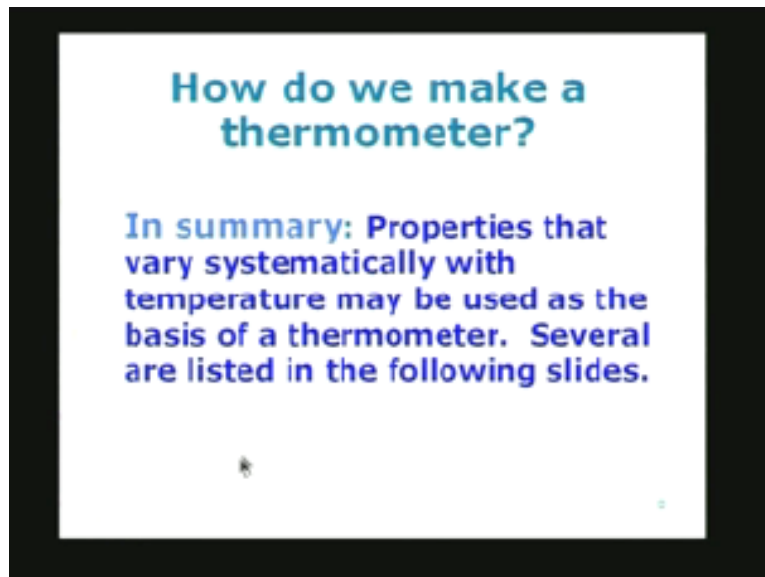 How do we make a
thermometer?
In summary: Properties that
vary systematically with
temperature may be used as the
basis of a thermometer. Several
are listed in the following slides.